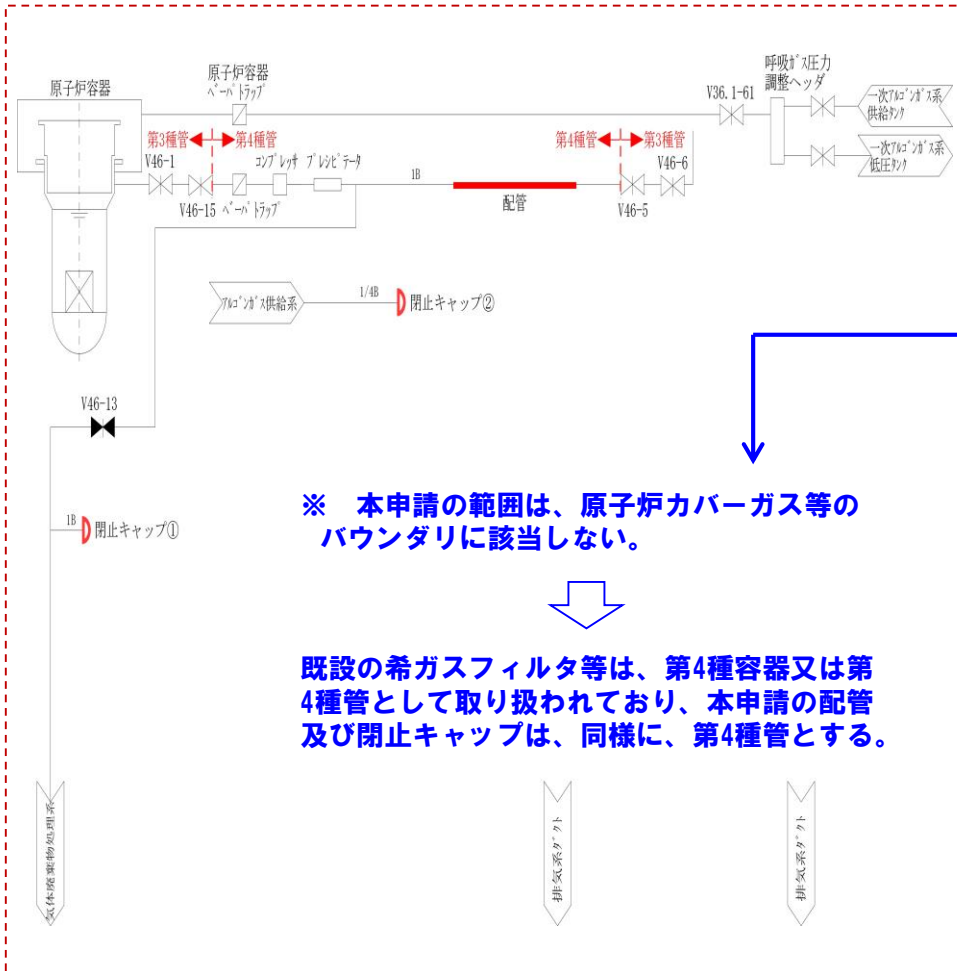 原子炉容器
原子炉容器
ベーパトラップ
V36.1-61
呼吸ガス圧力
調整ヘッダ
一次アルゴンガス系
供給タンク
一次アルゴンガス系
低圧タンク
第3種管
第4種管
V46-1
V46-15
ベーパトラップ
コンプレッサ
プレシピテータ
1B
配管
第4種管
第3種管
V46-6
V46-5
アルゴンガス供給系
1/4B
閉止キャップ②
V46-13
1B
閉止キャップ①
※ 本申請の範囲は、原子炉カバーガス等の
バウンダリに該当しない。
既設の希ガスフィルタ等は、第4種容器又は第
4種管として取り扱われており、本申請の配管
及び閉止キャップは、同様に、第4種管とする。
気体廃棄物処理系
排気系ダクト
排気系ダクト